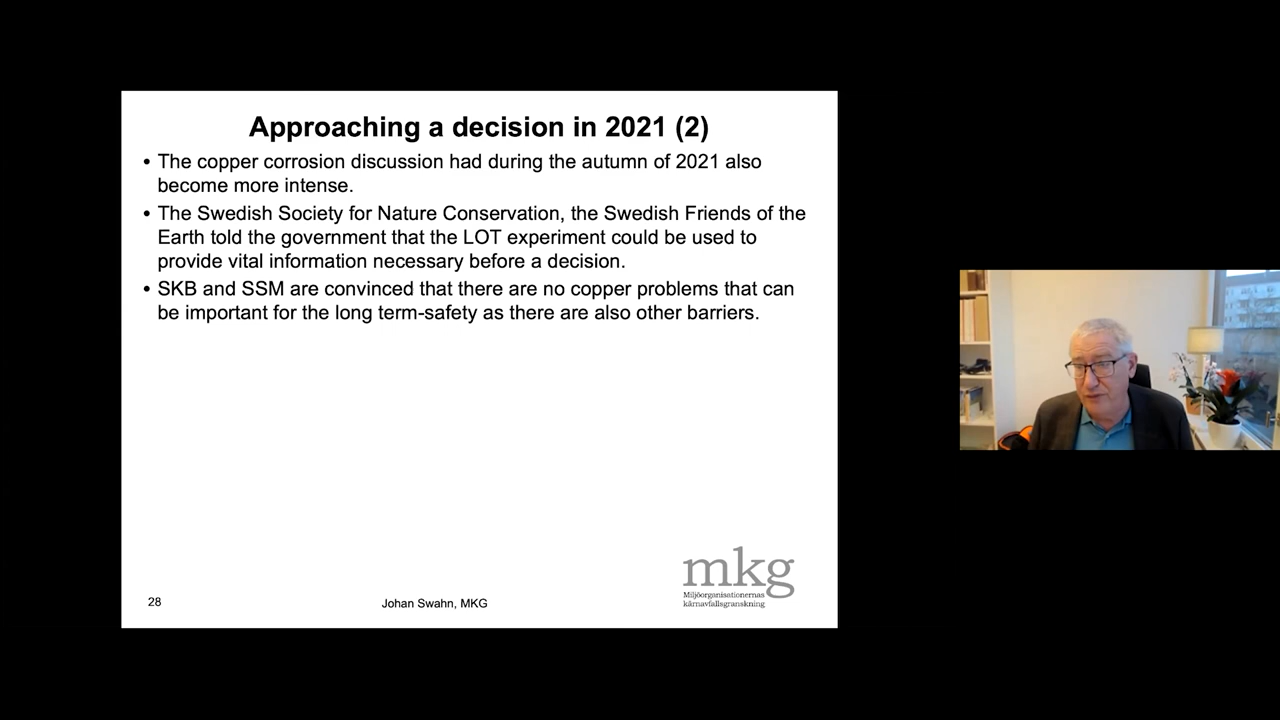 Approaching a decision in 2021 (2)
• The copper corrosion discussion had during the autumn of 2021 also
become more intense.
• The Swedish Society for Nature Conservation, the Swedish Friends of the
Earth told the government that the LOT experiment could be used to
provide vital information necessary before a decision.
• SKB and SSM are convinced that there are no copper problems that can
be important for the long term-safety as there are also other barriers.
mkg
Miljöorganisationernas
kärnavfallsgranskning
28
Johan Swahn, MKG